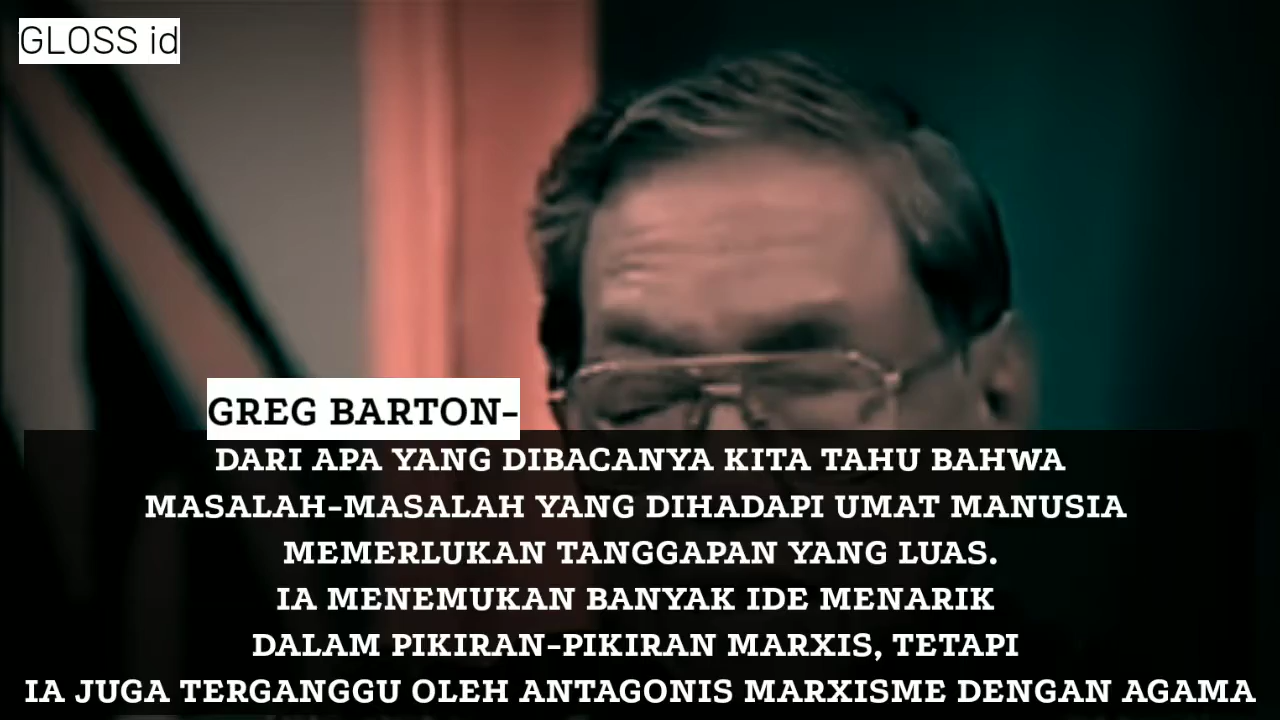 GLOSS id
GREG BARTON-
DARI APA YANG DIBACANYA KITA TAHU BAHWA
MASALAH-MASALAH YANG DIHADAPI UMAT MANUSIA
MEMERLUKAN TANGGAPAN YANG LUAS.
IA MENEMUKAN BANYAK IDE MENARIK
DALAM PIKIRAN-PIKIRAN MARXIS, TETAPI
IA JUGA TERGANGGU OLEH ANTAGONIS MARXISME DENGAN AGAMA